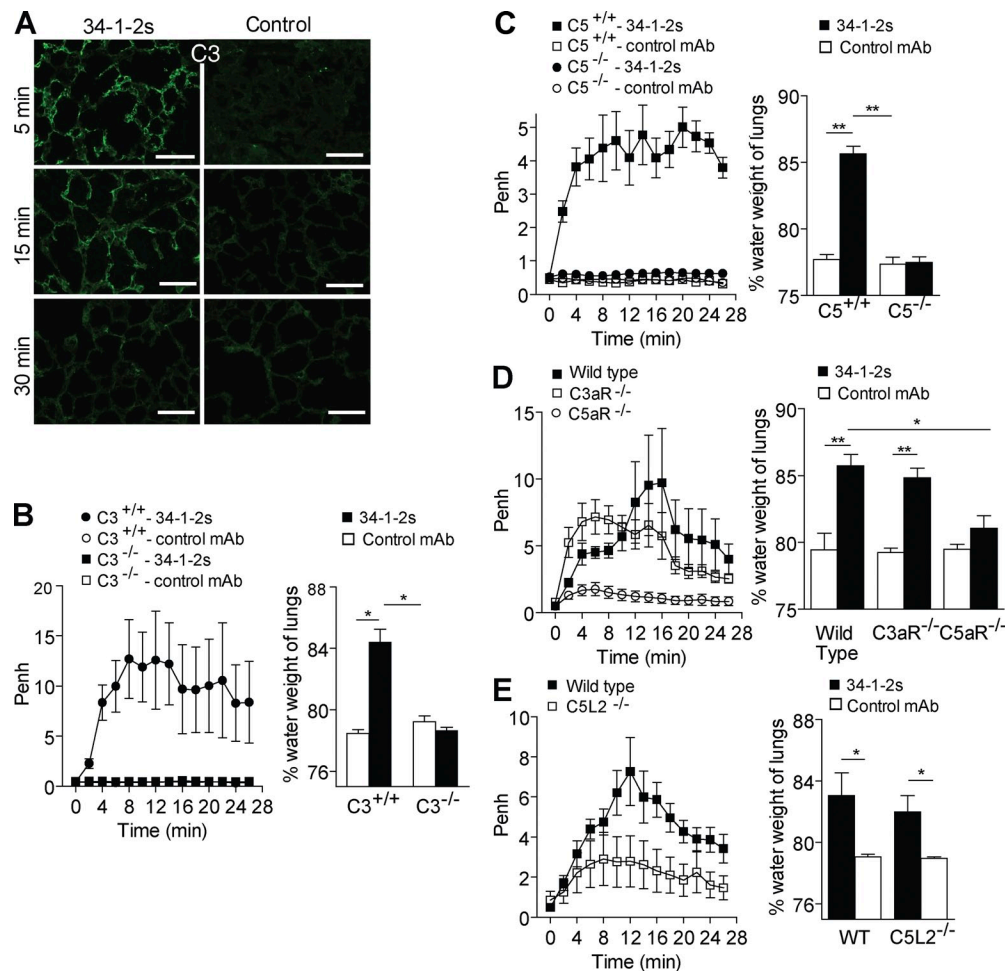 A
34-1-2s
Control
C3
5 min
15 min
30 min
B
C3 +/+ - 34-1-2s
C3 +/+ - control mAb
C3 -/- - 34-1-2s
C3 -/- - control mAb
Penh
15
10
5
0
0 4 8 12 16 20 24 28
Time (min)
34-1-2s
Control mAb
% water weight of lungs
88
84
80
76
* *
C3+/+ C3-/-
C
C5 +/+ - 34-1-2s
C5 +/+ - control mAb
C5 -/- - 34-1-2s
C5 -/- - control mAb
Penh
5
4
3
2
1
0
0 4 8 12 16 20 24 28
Time (min)
34-1-2s
Control mAb
% water weight of lungs
90
85
80
75
** **
C5+/+ C5-/-
D
Wild type
C3aR -/-
C5aR -/-
Penh
15
10
5
0
0 4 8 12 16 20 24 28
Time (min)
34-1-2s
Control mAb
% water weight of lungs
90
85
80
75
*
** **
Wild C3aR-/- C5aR-/-
Type
E
Wild type
C5L2 -/-
Penh
10
8
6
4
2
0
0 4 8 12 16 20 24 28
Time (min)
34-1-2s
Control mAb
% water weight of lungs
88
84
80
76
* *
WT C5L2-/-